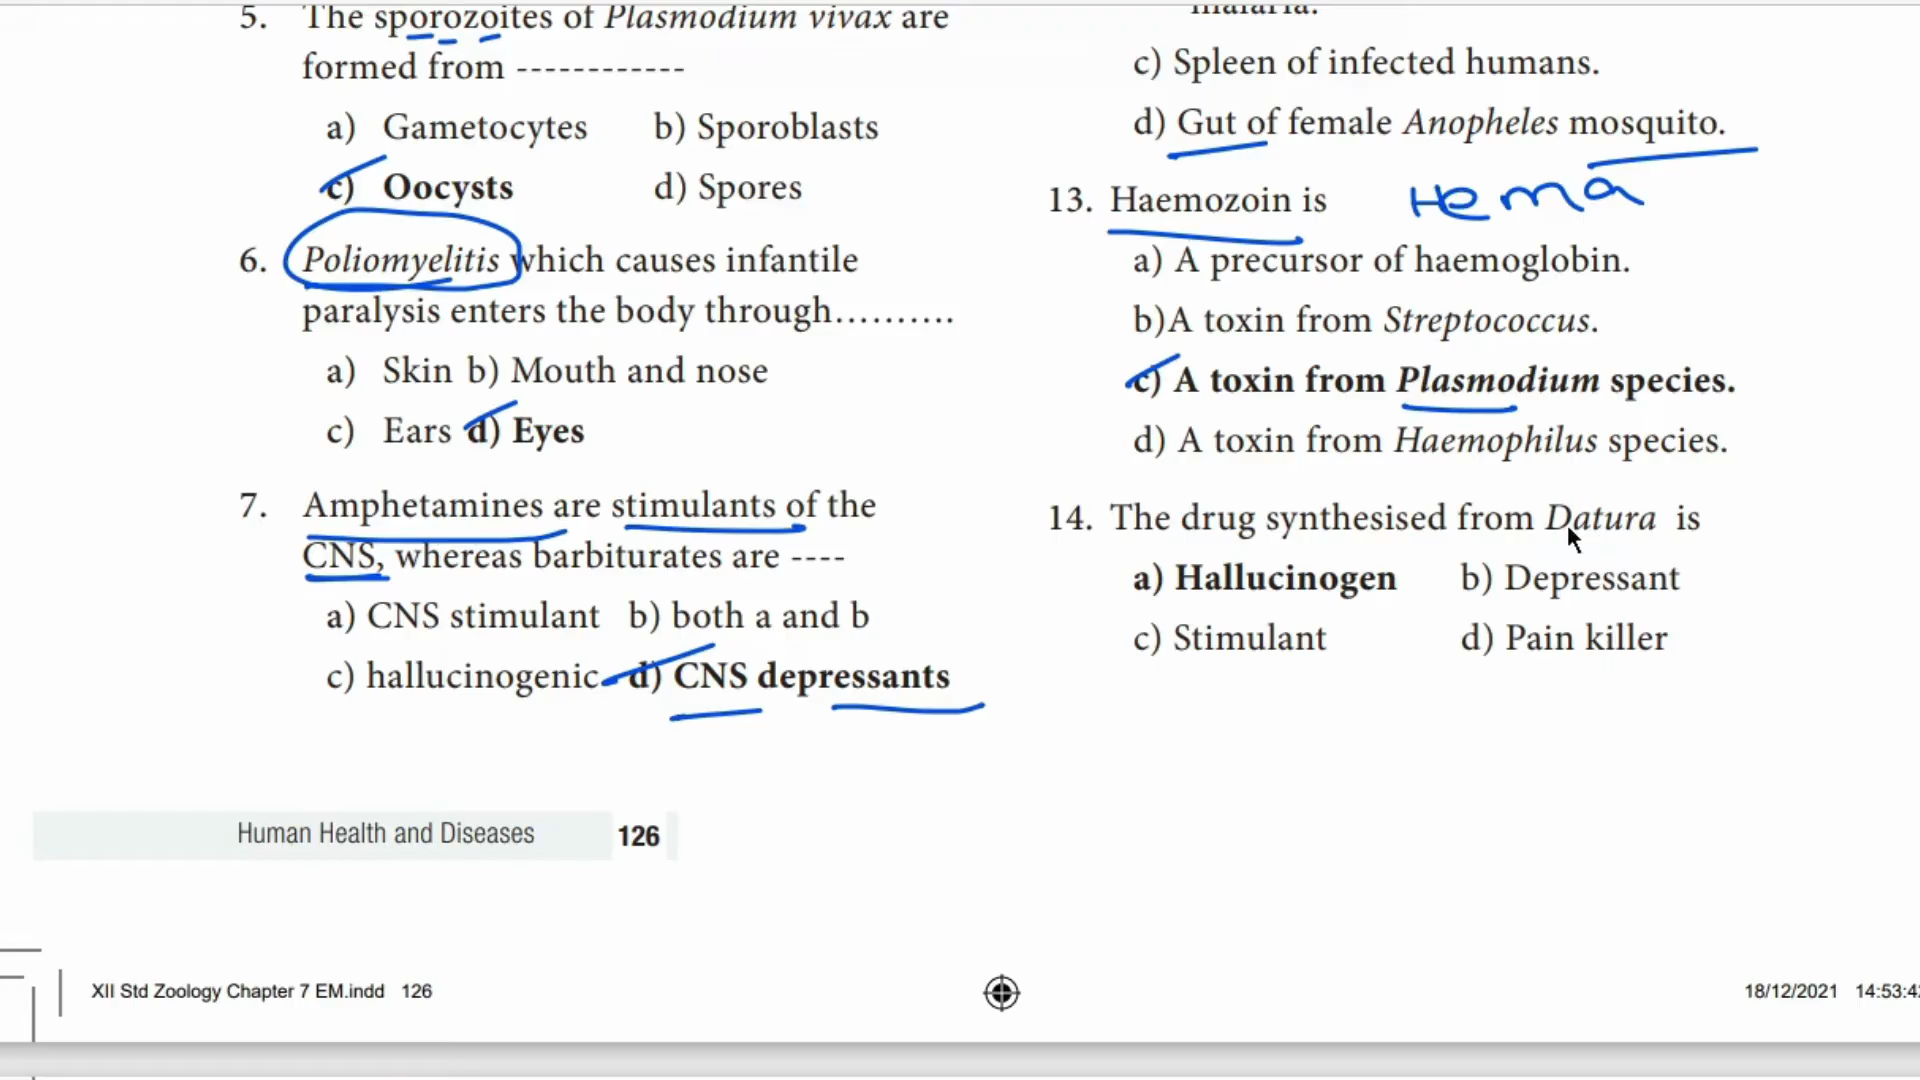 5. The sporozoites of Plasmodium vivax are
formed from ------------
a) Gametocytes b) Sporoblasts
c) Oocysts d) Spores
6. Poliomyelitis which causes infantile
paralysis enters the body through..........
a) Skin b) Mouth and nose
c) Ears d) Eyes
7. Amphetamines are stimulants of the
CNS, whereas barbiturates are ----
a) CNS stimulant b) both a and b
c) hallucinogenic d) CNS depressants
malaria.
c) Spleen of infected humans.
d) Gut of female Anopheles mosquito.
13. Haemozoin is Hema
a) A precursor of haemoglobin.
b)A toxin from Streptococcus.
c) A toxin from Plasmodium species.
d) A toxin from Haemophilus species.
14. The drug synthesised from Datura is
a) Hallucinogen b) Depressant
c) Stimulant d) Pain killer
Human Health and Diseases 126
XII Std Zoology Chapter 7 EM.indd 126
18/12/2021 14:53:42